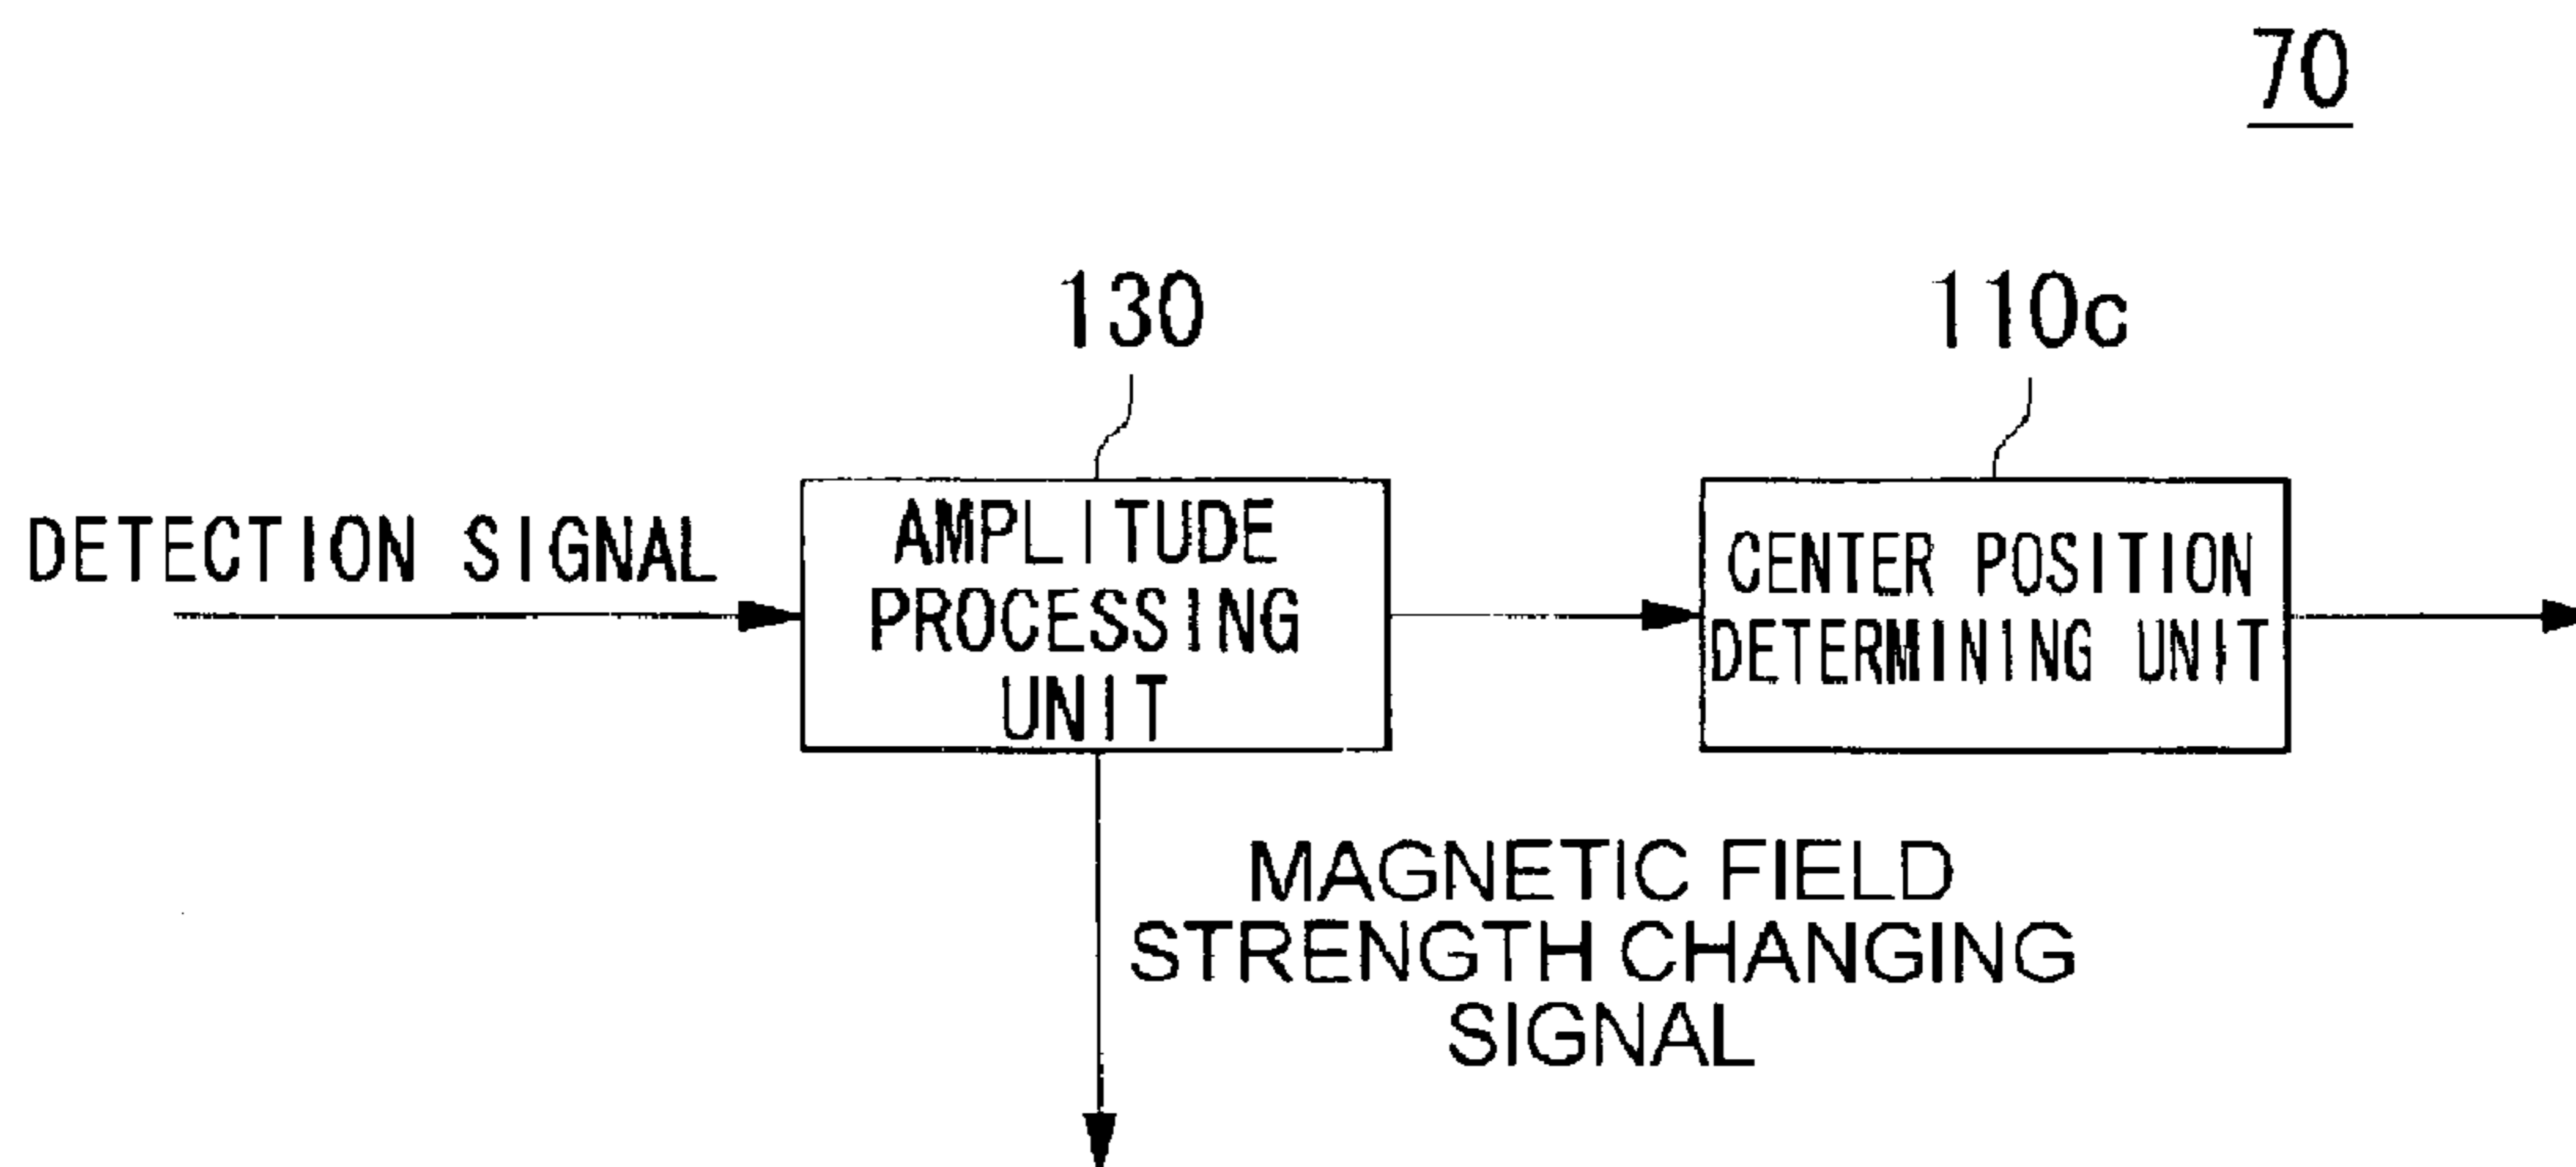 70
130
110c
DETECTION SIGNAL
AMPLITUDE
PROCESSING
UNIT
CENTER POSITION
DETERMINING UNIT
MAGNETIC FIELD
STRENGTH CHANGING
SIGNAL